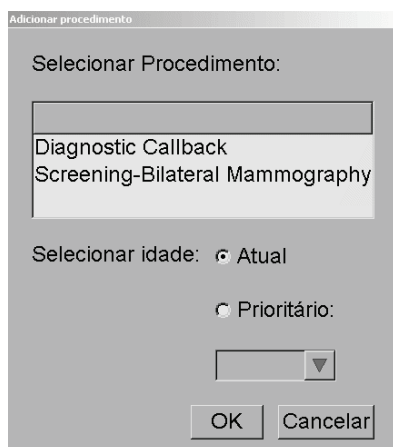 Adicionar procedimento
Selecionar Procedimento:
Diagnostic Callback
Screening-Bilateral Mammography
Selecionar idade: Atual
Prioritário:
OK Cancelar